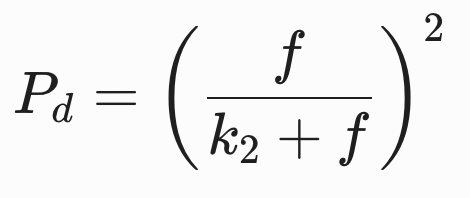 $P_d = \left( \frac{f}{k_2 + f} \right)^2$